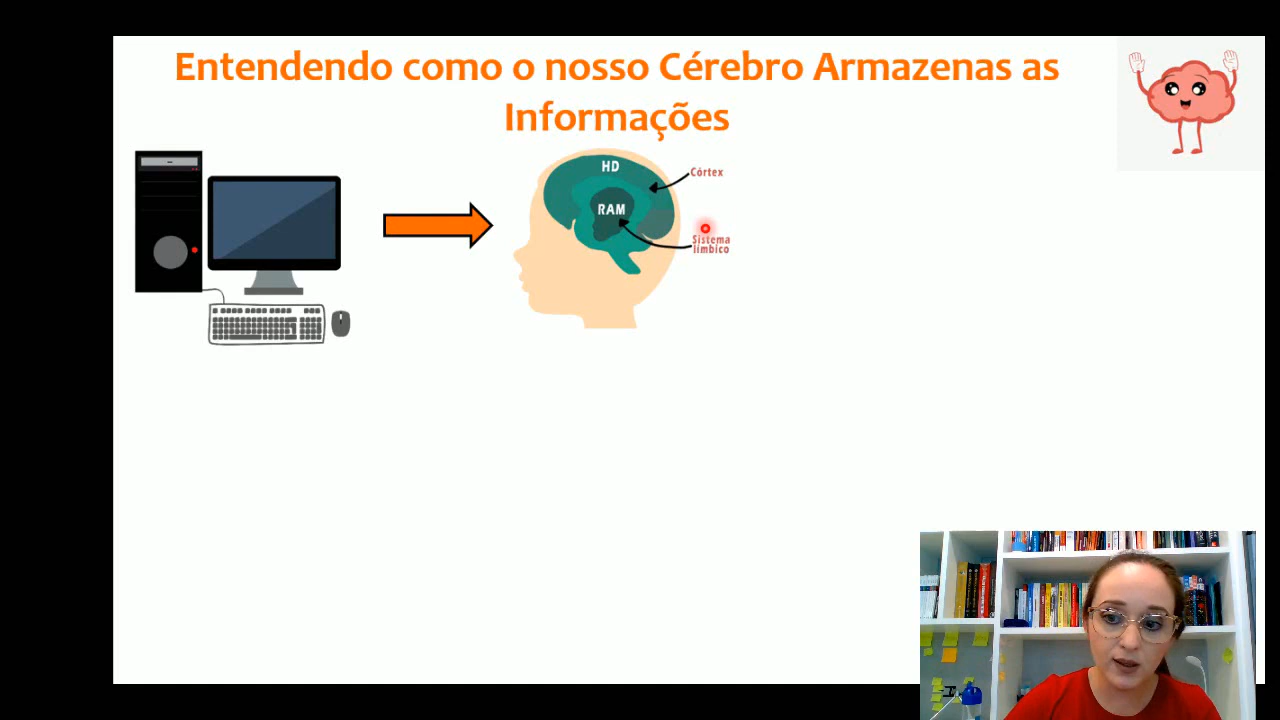 Entendendo como o nosso Cérebro Armazenas as
Informações
HD
Córtex
RAM
Sistema
límbico